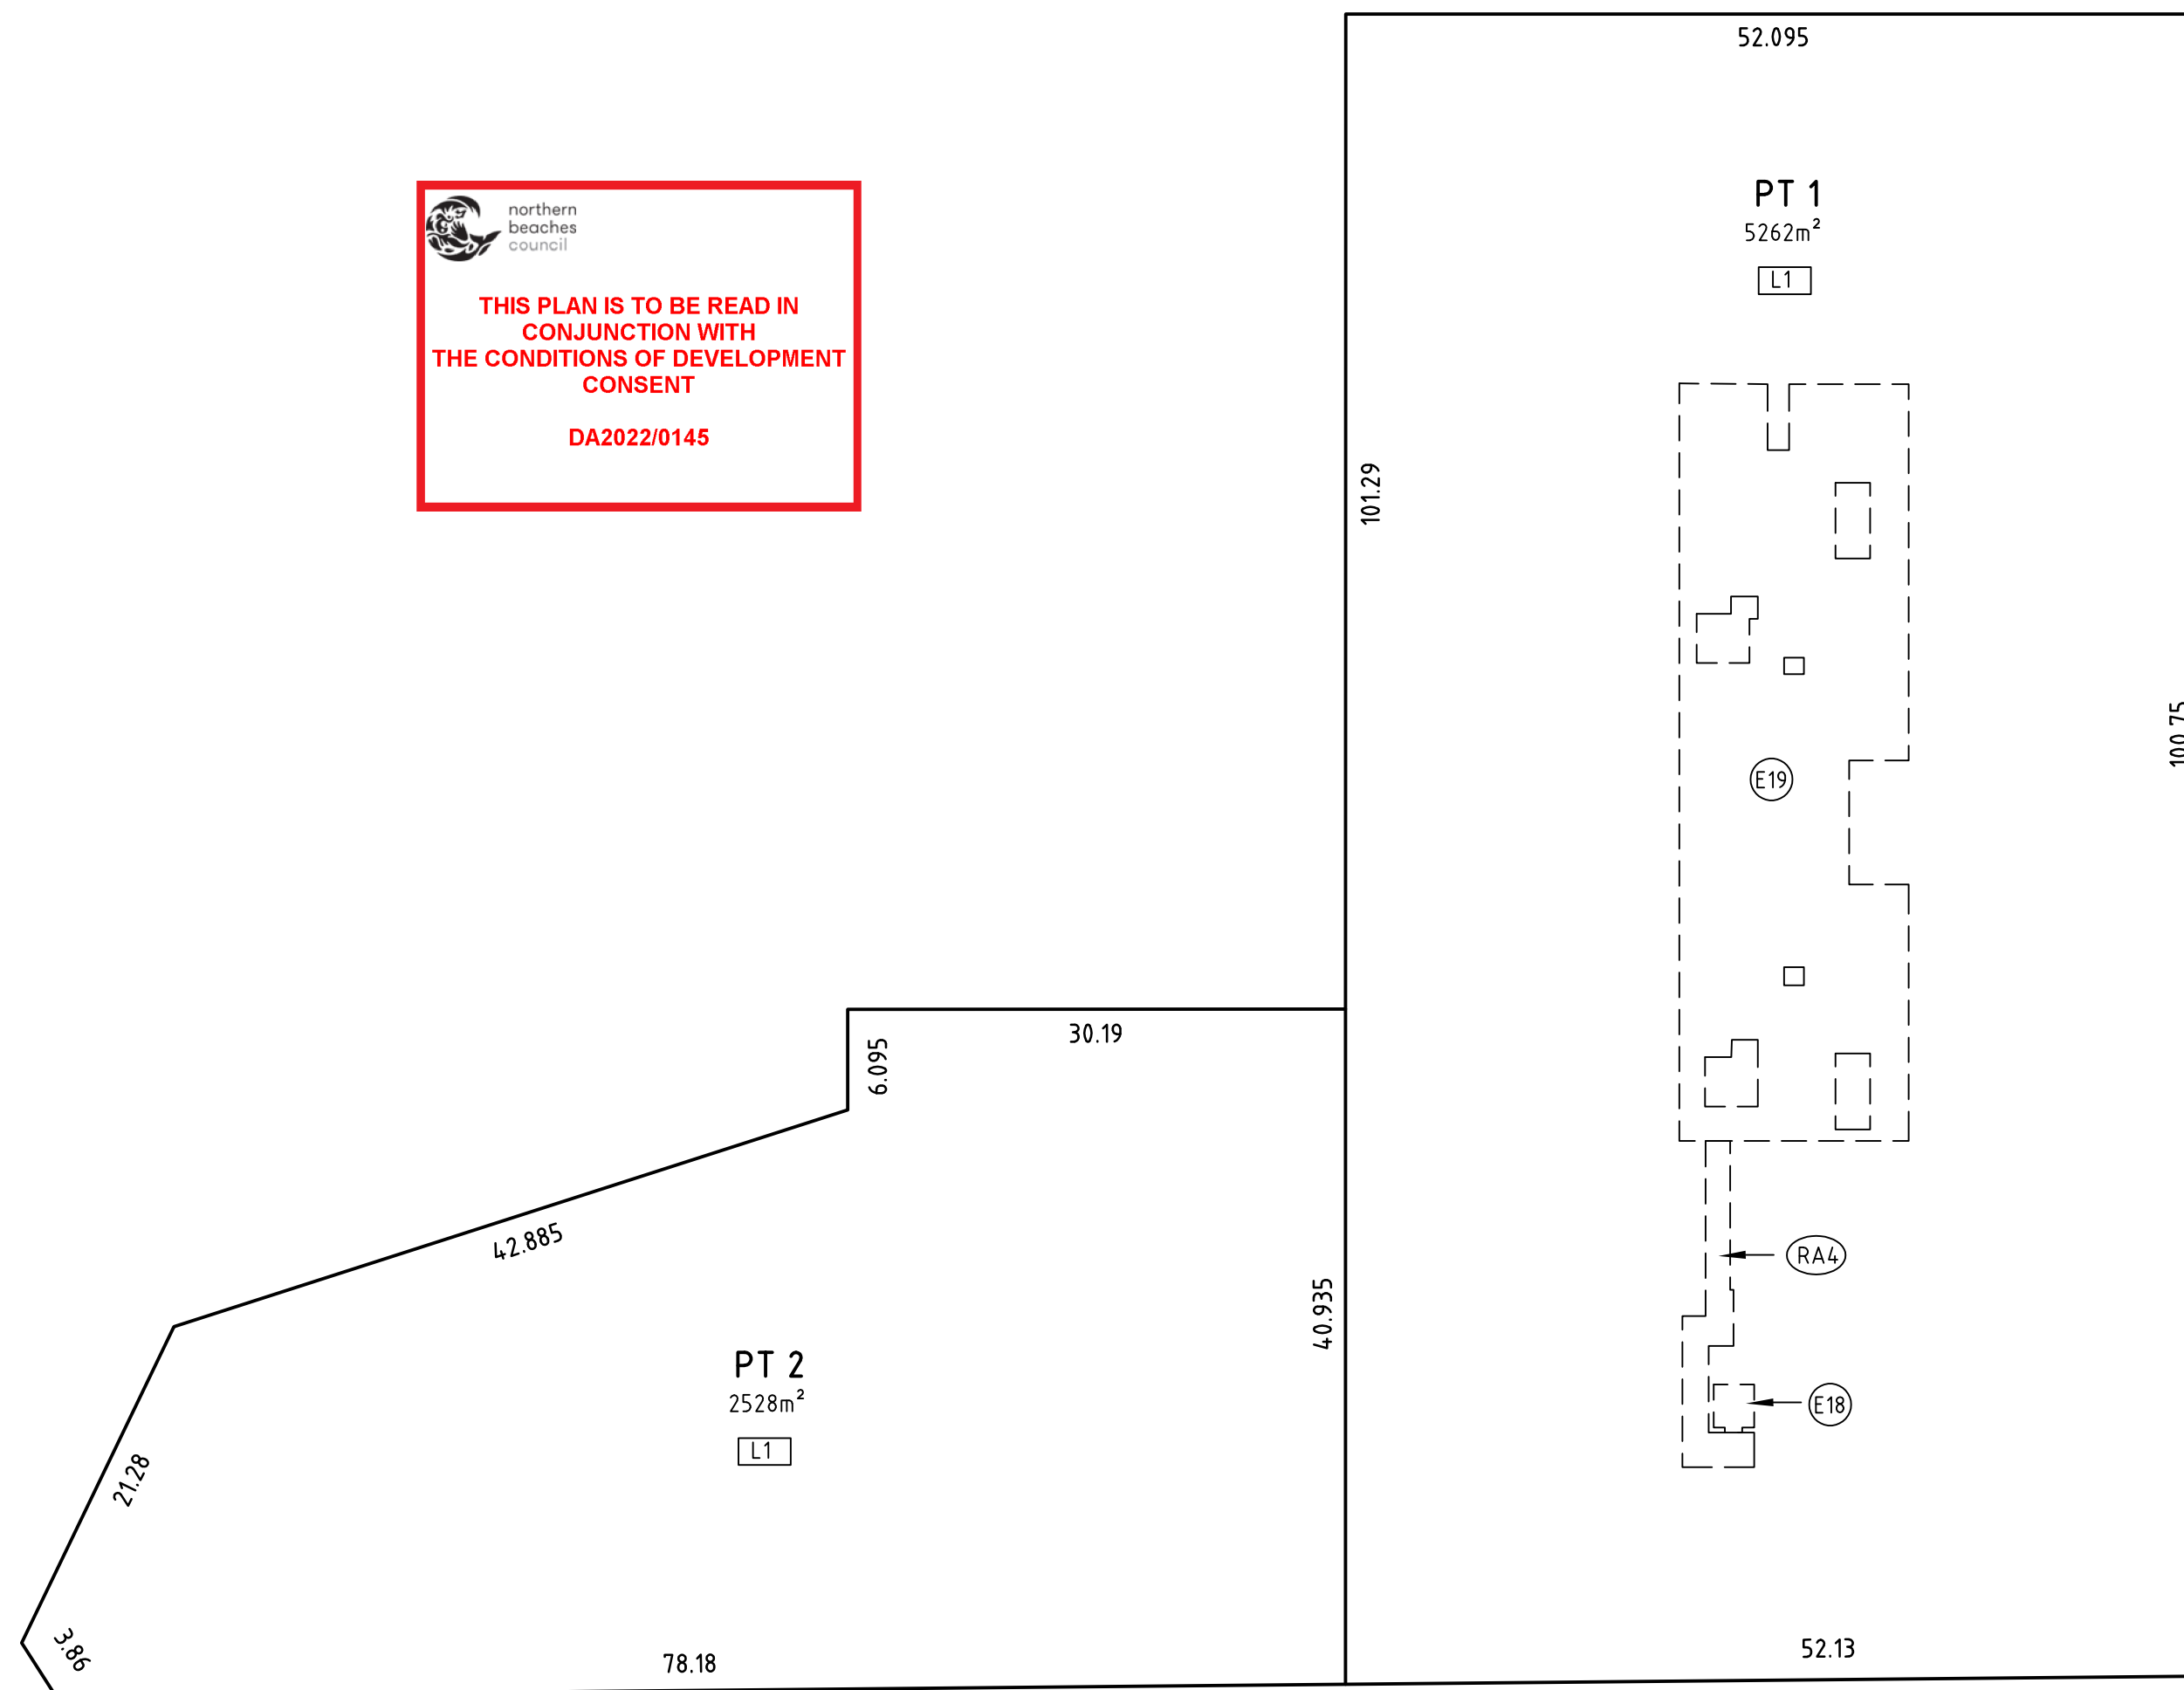 52.095
PT 1
5262m²
L1
northern
beaches
council
THIS PLAN IS TO BE READ IN
CONJUNCTION WITH
THE CONDITIONS OF DEVELOPMENT
CONSENT
DA2022/0145
101.29
100.75
E19
30.19
6.095
42.885
RA4
40.935
PT 2
2528m²
L1
E18
21.28
3.86
78.18
52.13